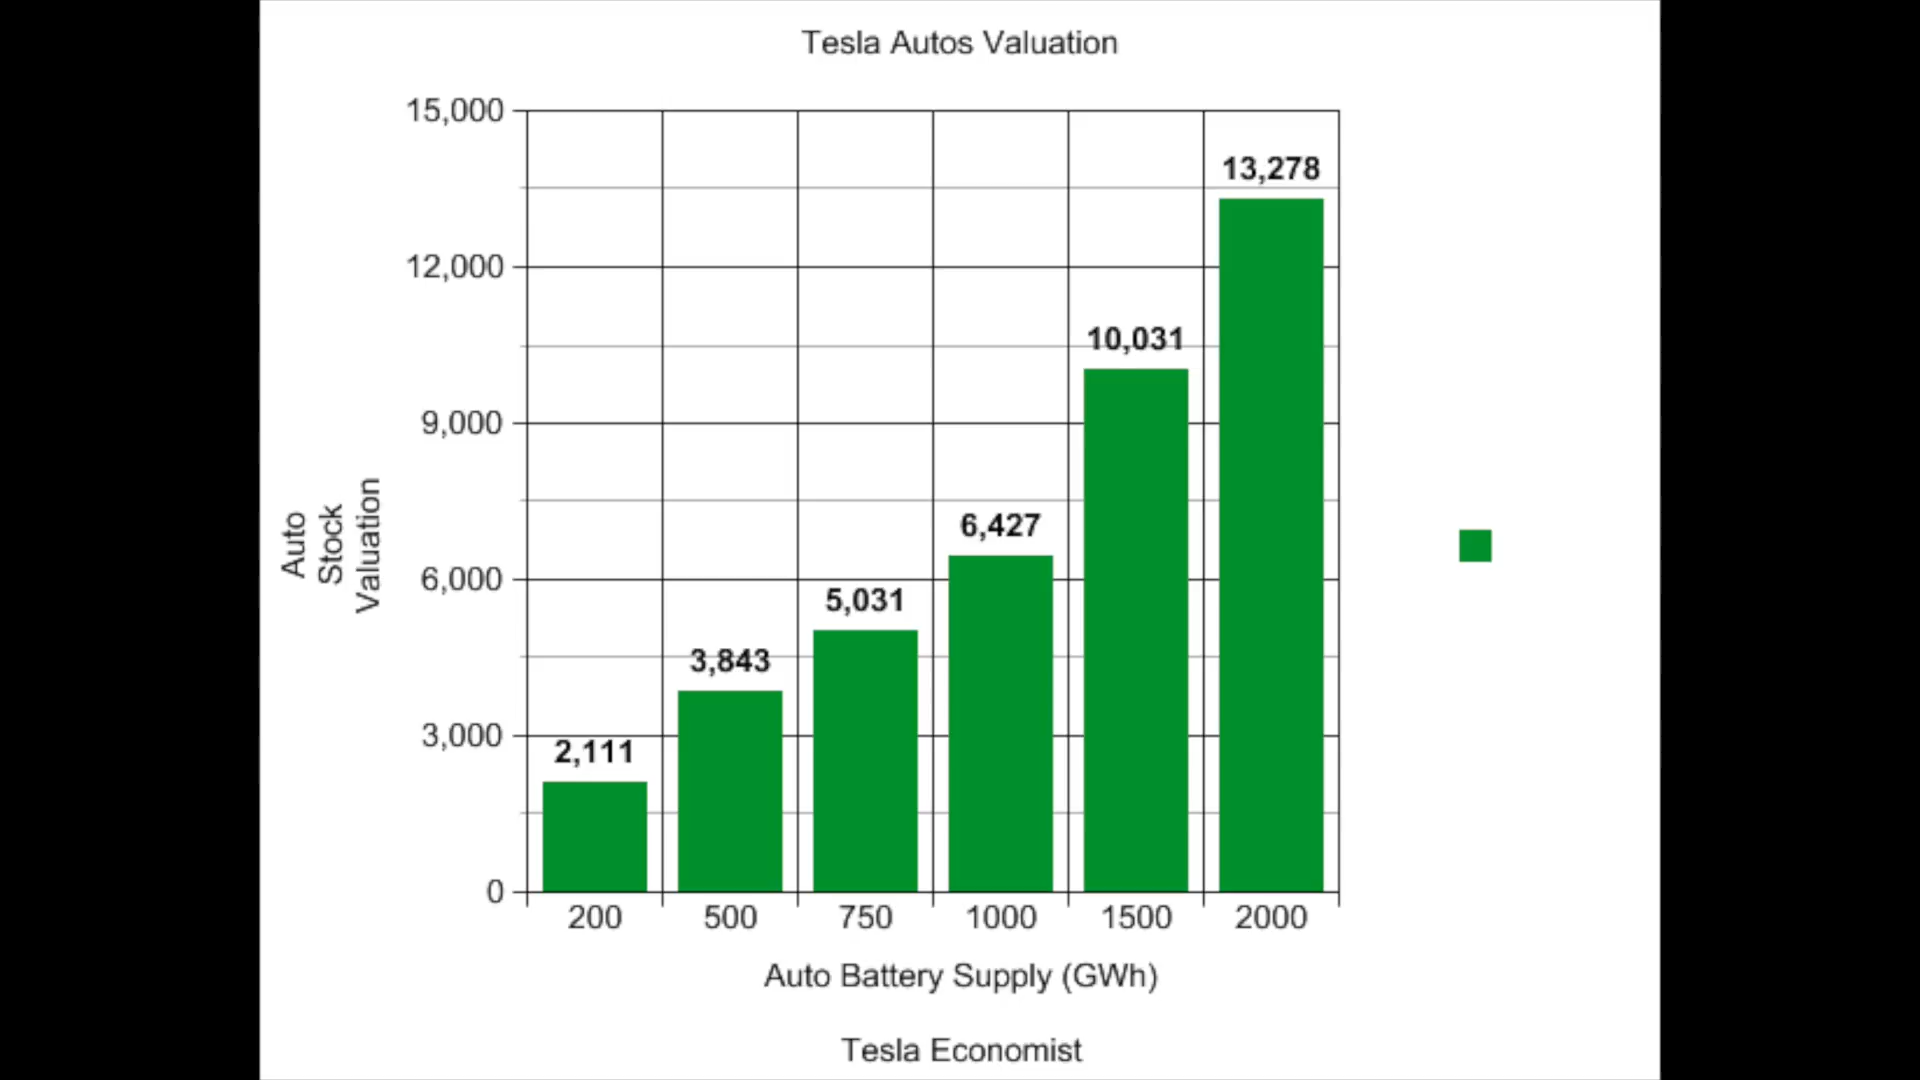 Tesla Autos Valuation
15,000
12,000
9,000
6,000
3,000
0
Auto
Stock
Valuation
2,111
3,843
5,031
6,427
10,031
13,278
200 500 750 1000 1500 2000
Auto Battery Supply (GWh)
Tesla Economist